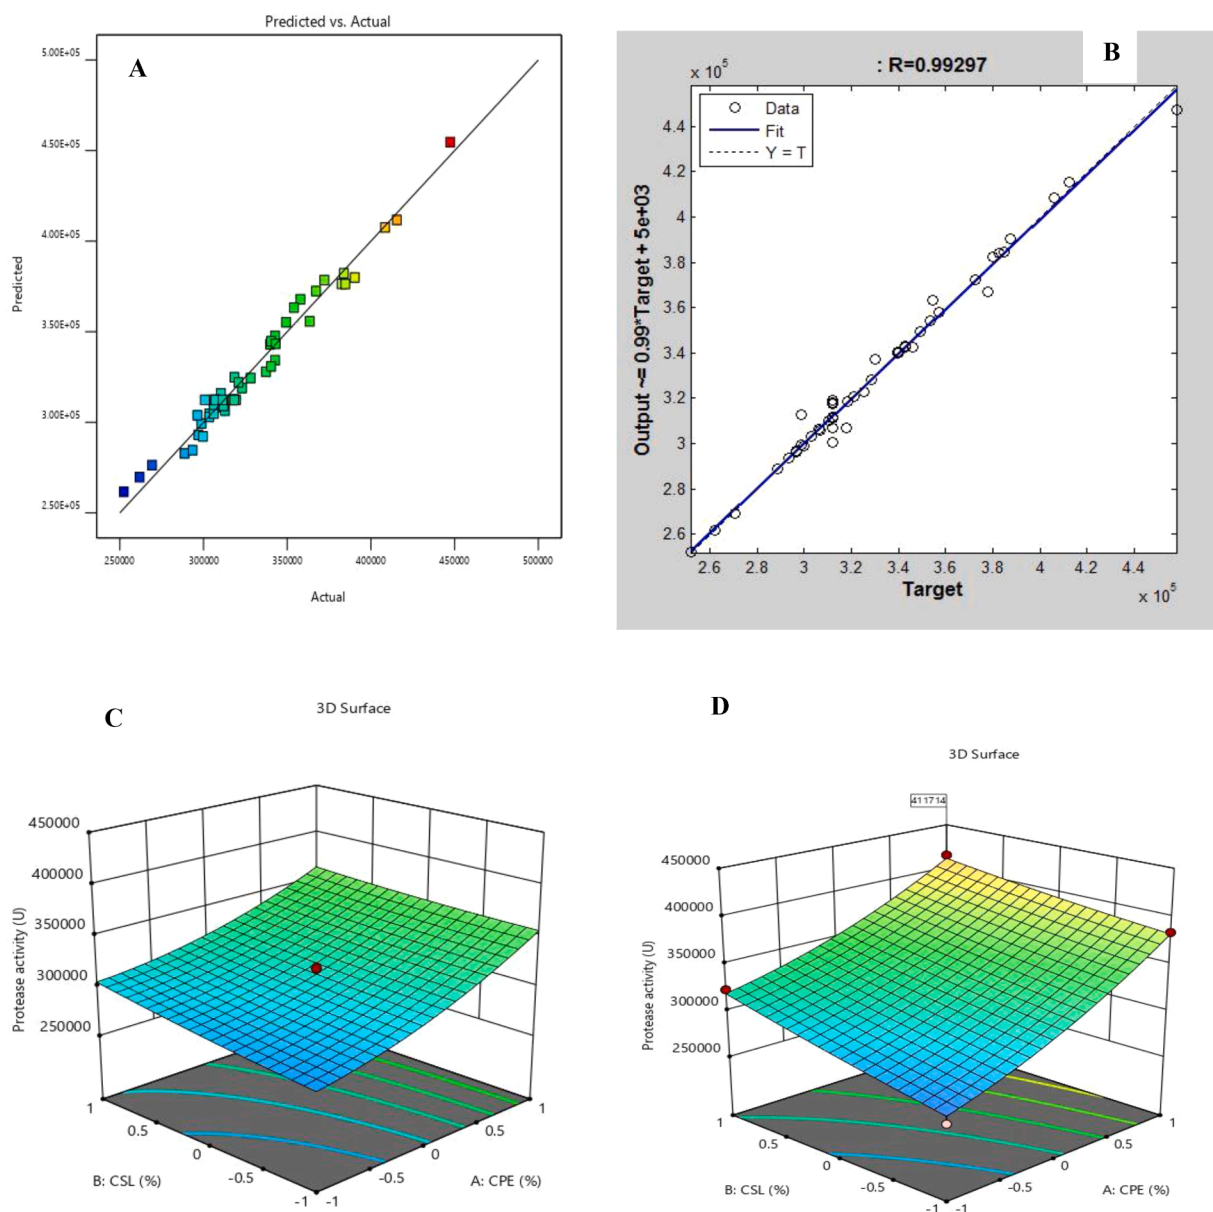 Predicted vs. Actual
A
5.00E+05
4.50E+05
4.00E+05
3.50E+05
3.00E+05
2.50E+05
Predicted
250000 300000 350000 400000 450000 500000
Actual
B
x 10⁵
: R=0.99297
Data
Fit
Y = T
Output ~= 0.99*Target + 5e+03
4.4
4.2
4
3.8
3.6
3.4
3.2
3
2.8
2.6
2.6 2.8 3 3.2 3.4 3.6 3.8 4 4.2 4.4
Target
x 10⁵
C
3D Surface
450000
400000
350000
300000
250000
Protease activity (U)
1
0.5
0
-0.5
-1
B: CSL (%)
-1
-0.5
0
0.5
1
A: CPE (%)
D
3D Surface
411714
450000
400000
350000
300000
250000
Protease activity (U)
1
0.5
0
-0.5
-1
B: CSL (%)
-1
-0.5
0
0.5
1
A: CPE (%)